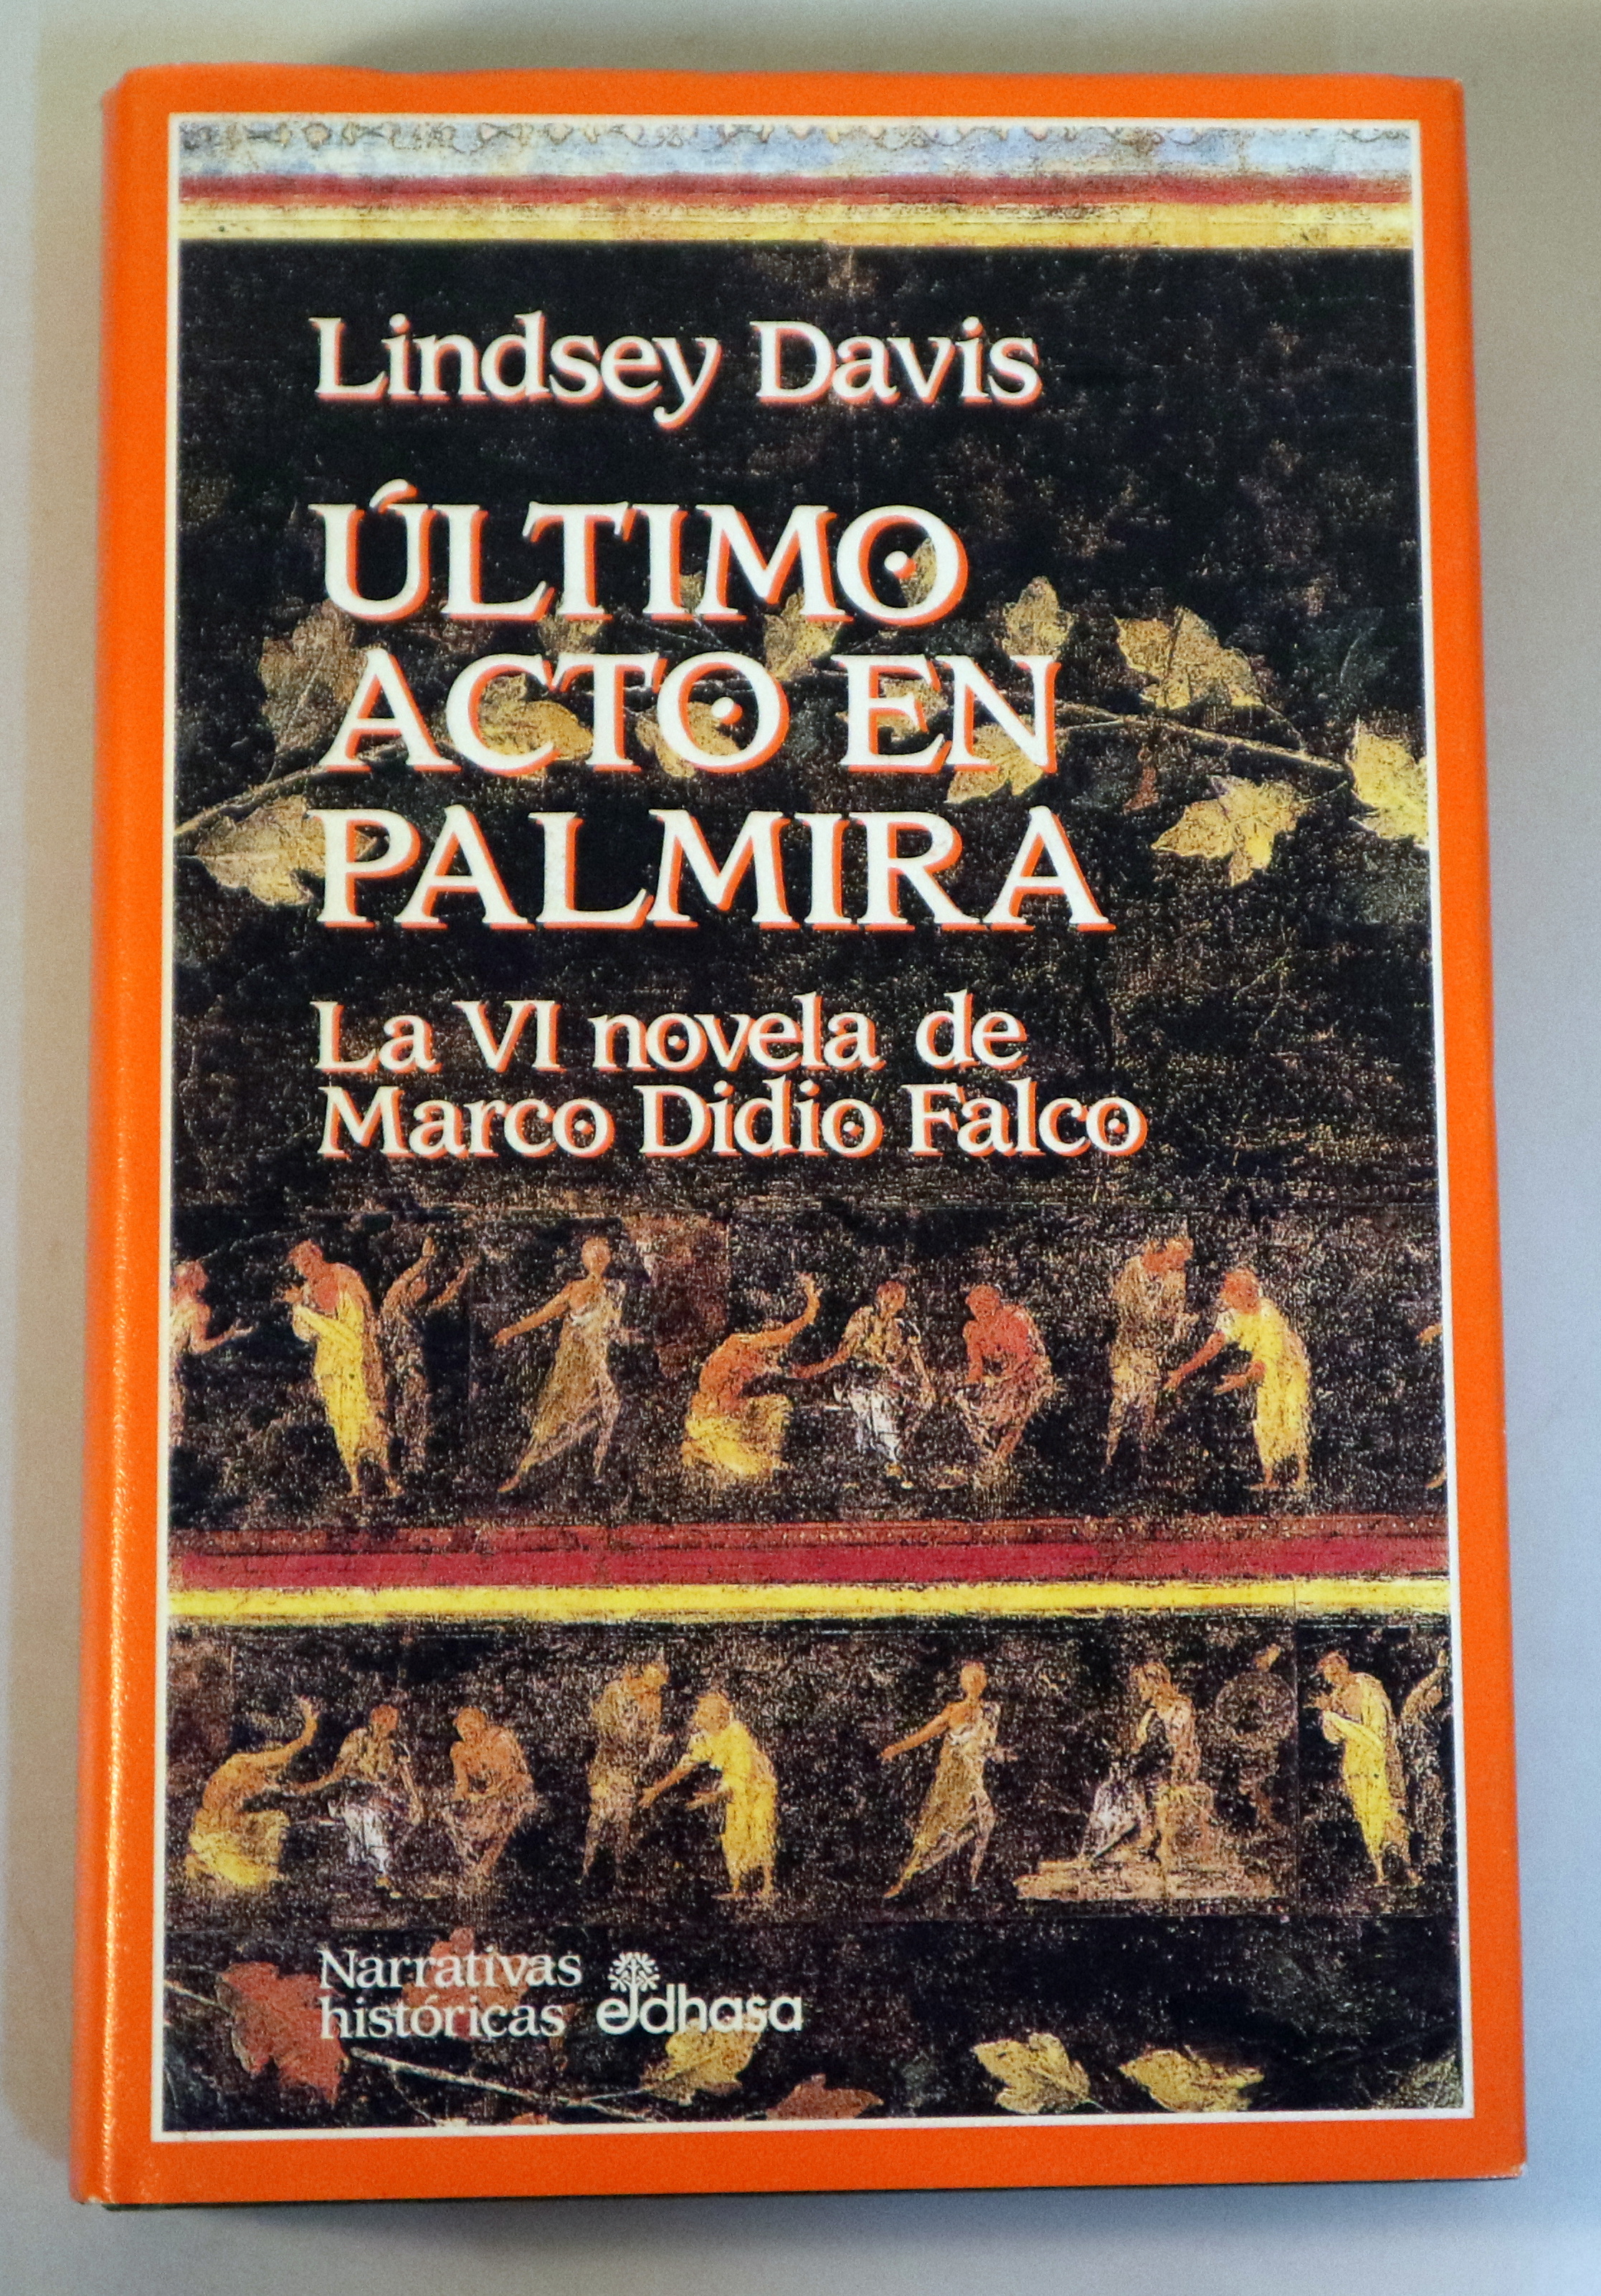 Lindsey Davis
ÚLTIMO
ACTO EN
PALMIRA
La VI novela de
Marco Didio Falco
Narrativas
históricas
edhasa